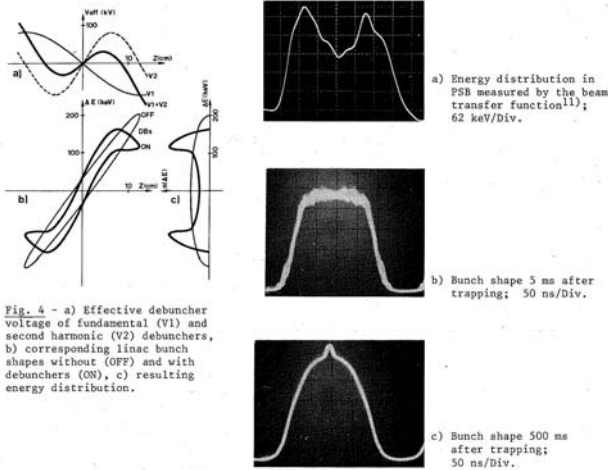 Veff (kV)
100
Z(cm)
10
V2
V1
V1+V2
a)
Δ E (keV)
OFF
200
DBs
ON
100
10 Z(cm)
b)
c)
ΔE(keV)
200
100
n(ΔE)
Fig. 4 - a) Effective debuncher
voltage of fundamental (V1) and
second harmonic (V2) debunchers,
b) corresponding linac bunch
shapes without (OFF) and with
debunchers (ON), c) resulting
energy distribution.
a) Energy distribution in
PSB measured by the beam
transfer function11);
62 keV/Div.
b) Bunch shape 5 ms after
trapping; 50 ns/Div.
c) Bunch shape 500 ms
after trapping;
50 ns/Div.